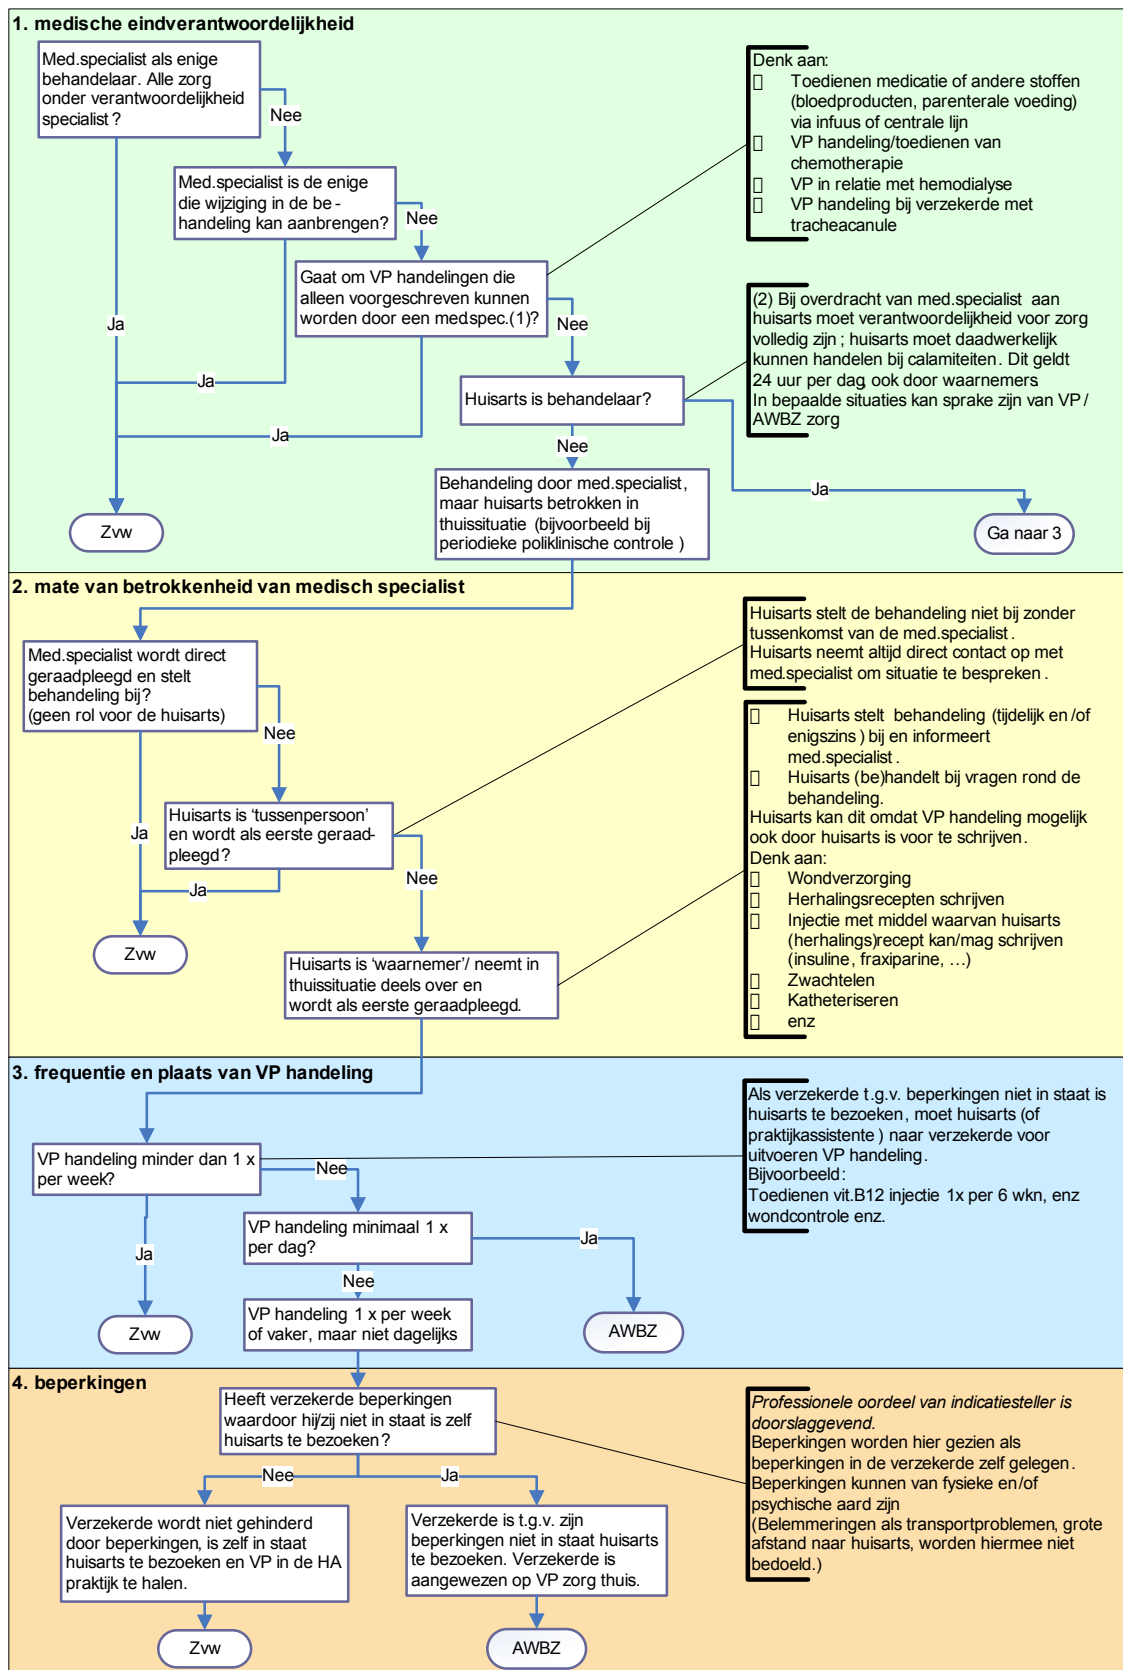 1. medische eindverantwoordelijkheid
Med.specialist als enige
behandelaar. Alle zorg
onder verantwoordelijkheid
specialist ?
Nee
Med.specialist is de enige
die wijziging in de be -
handeling kan aanbrengen?
Nee
Gaat om VP handelingen die
alleen voorgeschreven kunnen
worden door een med.spec.(1)?
Nee
Ja
Ja
Ja
Huisarts is behandelaar?
Nee
Ja
Behandeling door med.specialist,
maar huisarts betrokken in
thuissituatie (bijvoorbeeld bij
periodieke poliklinische controle )
Zvw
Ga naar 3
Denk aan:
Toedienen medicatie of andere stoffen
(bloedproducten, parenterale voeding)
via infuus of centrale lijn
VP handeling/toedienen van
chemotherapie
VP in relatie met hemodialyse
VP handeling bij verzekerde met
tracheacanule
(2) Bij overdracht van med.specialist aan
huisarts moet verantwoordelijkheid voor zorg
volledig zijn ; huisarts moet daadwerkelijk
kunnen handelen bij calamiteiten. Dit geldt
24 uur per dag, ook door waarnemers.
In bepaalde situaties kan sprake zijn van VP /
AWBZ zorg
2. mate van betrokkenheid van medisch specialist
Med.specialist wordt direct
geraadpleegd en stelt
behandeling bij?
(geen rol voor de huisarts)
Nee
Ja
Huisarts is ‘tussenpersoon’
en wordt als eerste geraad-
pleegd?
Ja
Nee
Zvw
Huisarts is ‘waarnemer’/ neemt in
thuissituatie deels over en
wordt als eerste geraadpleegd.
Huisarts stelt de behandeling niet bij zonder
tussenkomst van de med.specialist .
Huisarts neemt altijd direct contact op met
med.specialist om situatie te bespreken .
Huisarts stelt behandeling (tijdelijk en /of
enigszins ) bij en informeert
med.specialist .
Huisarts (be)handelt bij vragen rond de
behandeling.
Huisarts kan dit omdat VP handeling mogelijk
ook door huisarts is voor te schrijven.
Denk aan:
Wondverzorging
Herhalingsrecepten schrijven
Injectie met middel waarvan huisarts
(herhalings)recept kan/mag schrijven
(insuline, fraxiparine, …)
Zwachtelen
Katheteriseren
enz
3. frequentie en plaats van VP handeling
VP handeling minder dan 1 x
per week?
Nee
Ja
VP handeling minimaal 1 x
per dag?
Ja
Nee
VP handeling 1 x per week
of vaker, maar niet dagelijks
Zvw
AWBZ
Als verzekerde t.g.v. beperkingen niet in staat is
huisarts te bezoeken, moet huisarts (of
praktijkassistente ) naar verzekerde voor
uitvoeren VP handeling.
Bijvoorbeeld:
Toedienen vit.B12 injectie 1x per 6 wkn, enz
wondcontrole enz.
4. beperkingen
Heeft verzekerde beperkingen
waardoor hij/zij niet in staat is zelf
huisarts te bezoeken ?
Nee
Ja
Verzekerde wordt niet gehinderd
door beperkingen, is zelf in staat
huisarts te bezoeken en VP in de HA
praktijk te halen.
Verzekerde is t.g.v. zijn
beperkingen niet in staat huisarts
te bezoeken. Verzekerde is
aangewezen op VP zorg thuis.
Zvw
AWBZ
Professionele oordeel van indicatiesteller is
doorslaggevend.
Beperkingen worden hier gezien als
beperkingen in de verzekerde zelf gelegen .
Beperkingen kunnen van fysieke en/of
psychische aard zijn
(Belemmeringen als transportproblemen, grote
afstand naar huisarts, worden hiermee niet
bedoeld.)